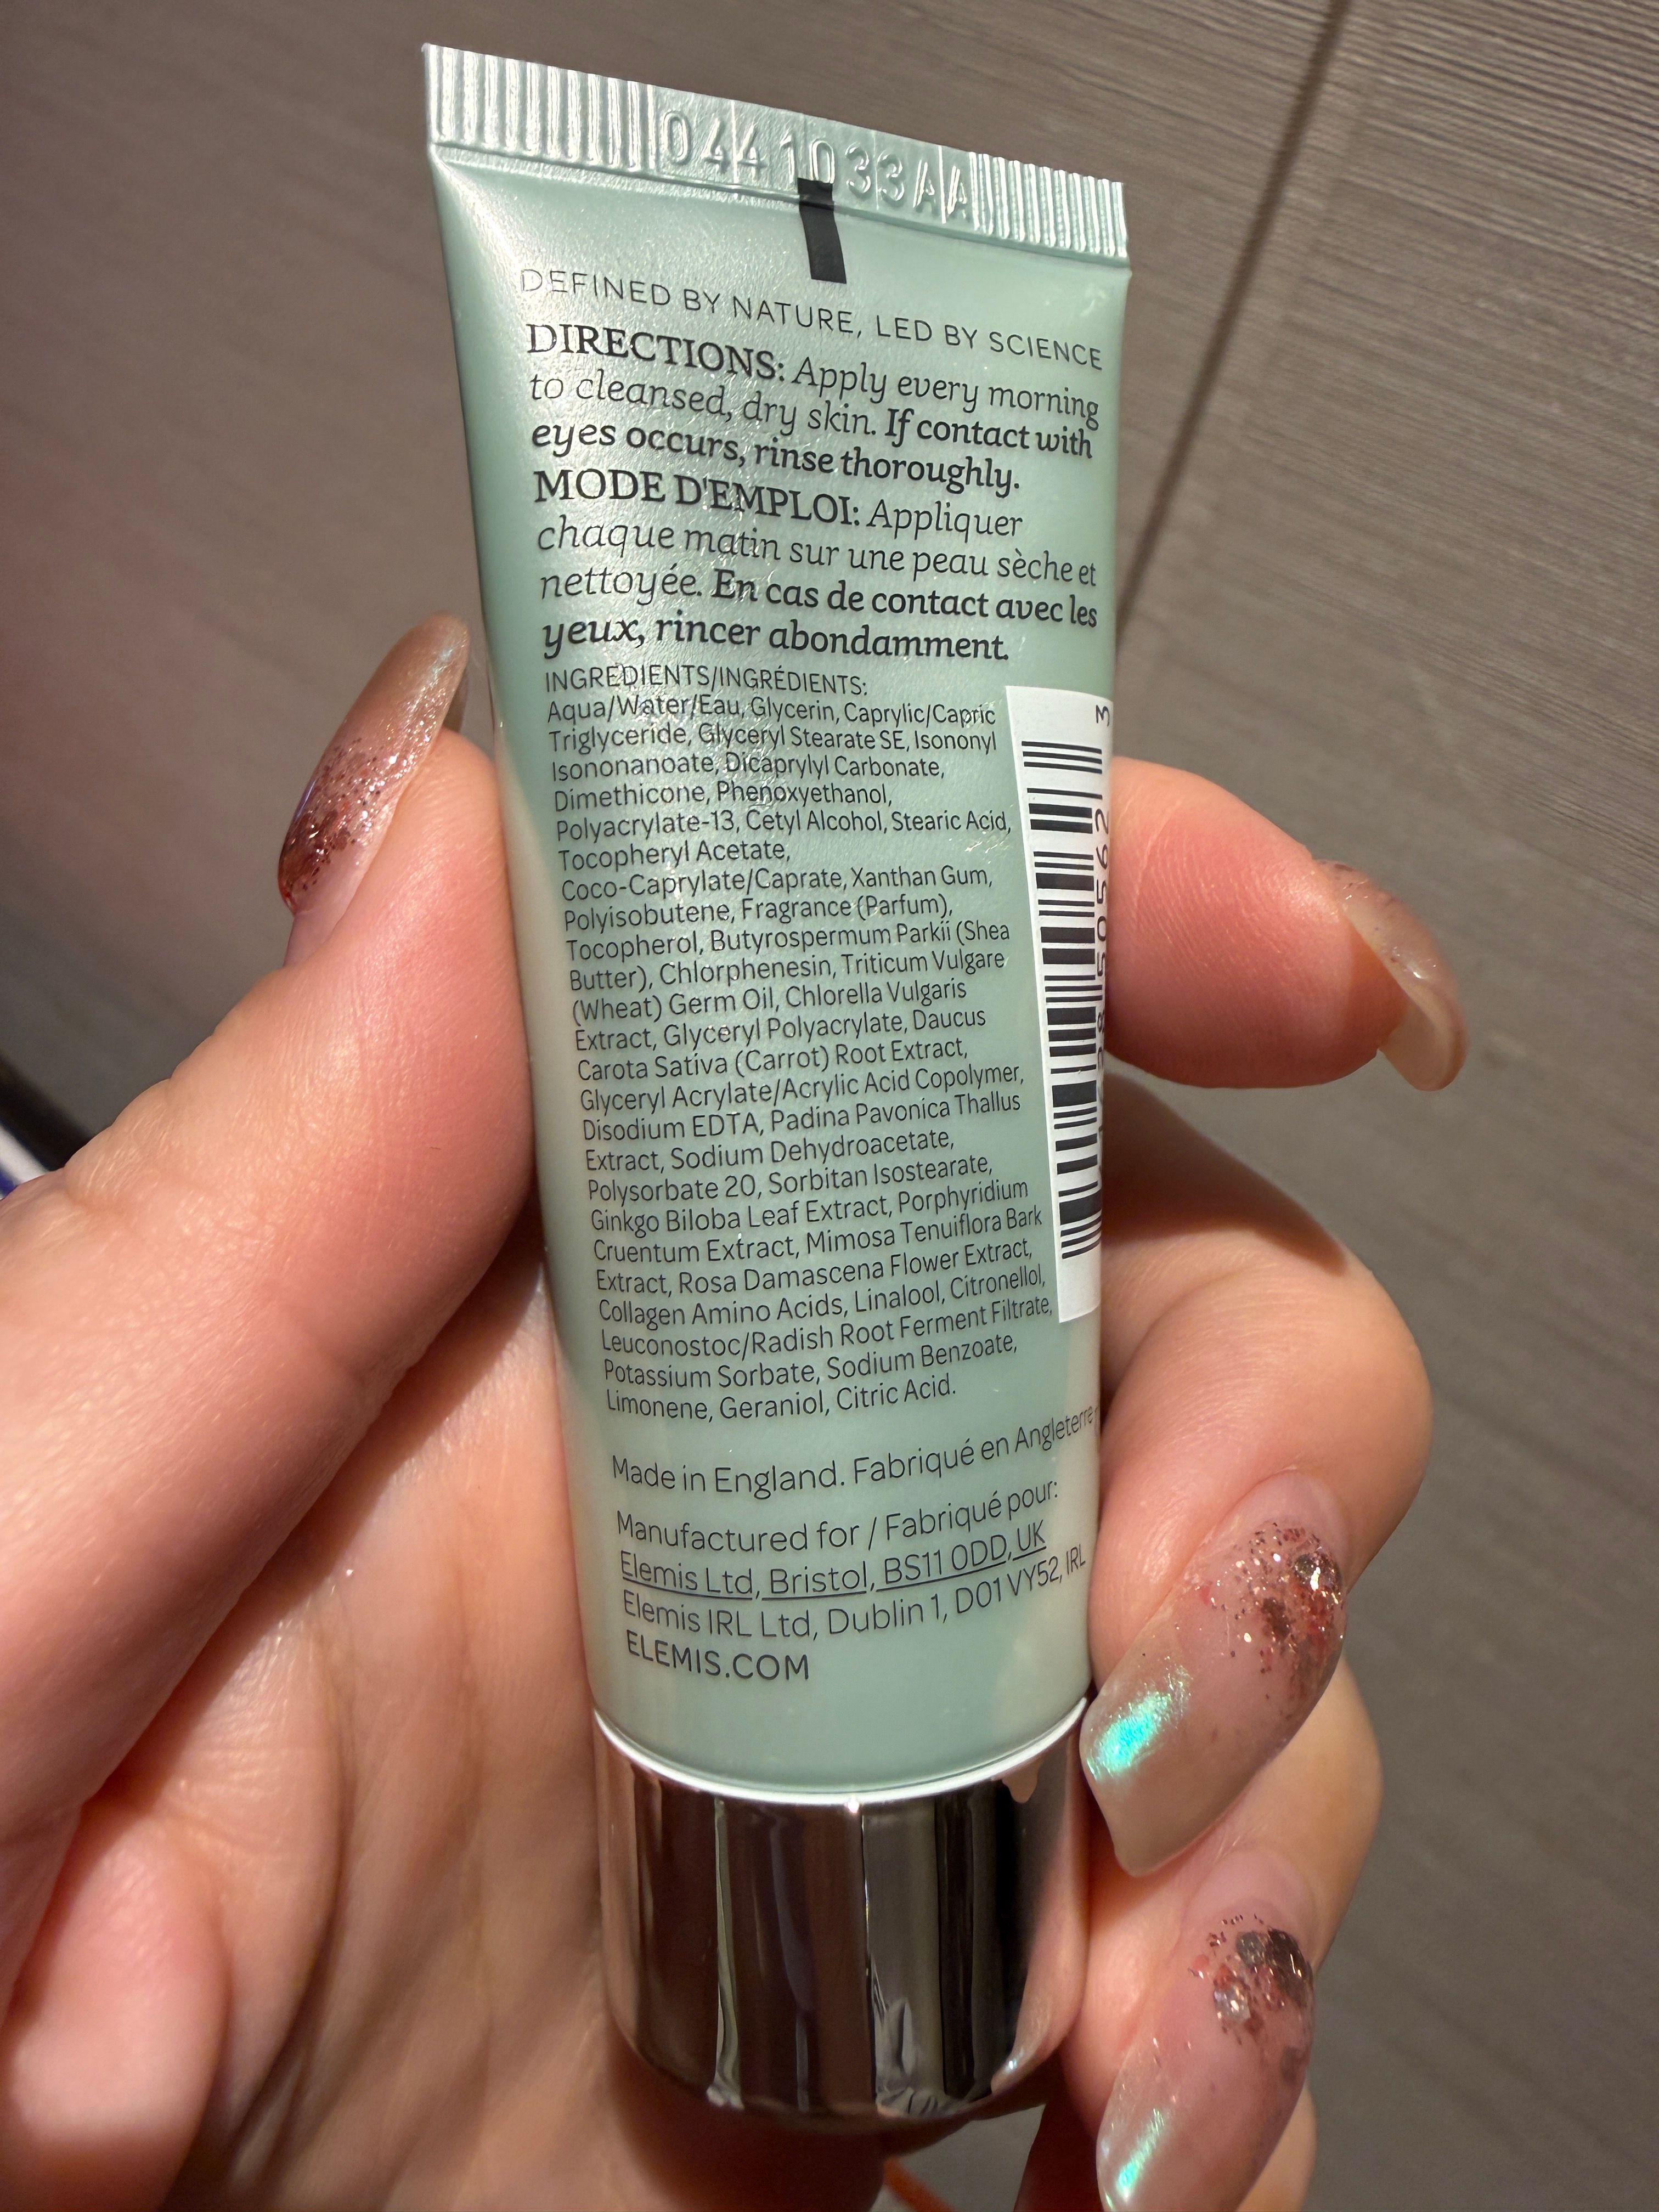 0441033AA
DEFINED BY NATURE, LED BY SCIENCE
DIRECTIONS: Apply every morning
to cleansed, dry skin. If contact with
eyes occurs, rinse thoroughly.
MODE D'EMPLOI: Appliquer
chaque matin sur une peau sèche et
nettoyée. En cas de contact avec les
yeux, rincer abondamment.
INGREDIENTS/INGRÉDIENTS:
Aqua/Water/Eau, Glycerin, Caprylic/Capric
Triglyceride, Glyceryl Stearate SE, Isononyl
Isononanoate, Dicaprylyl Carbonate,
Dimethicone, Phenoxyethanol,
Polyacrylate-13, Cetyl Alcohol, Stearic Acid,
Tocopheryl Acetate,
Coco-Caprylate/Caprate, Xanthan Gum,
Polyisobutene, Fragrance (Parfum),
Tocopherol, Butyrospermum Parkii (Shea
Butter), Chlorphenesin, Triticum Vulgare
(Wheat) Germ Oil, Chlorella Vulgaris
Extract, Glyceryl Polyacrylate, Daucus
Carota Sativa (Carrot) Root Extract,
Glyceryl Acrylate/Acrylic Acid Copolymer,
Disodium EDTA, Padina Pavonica Thallus
Extract, Sodium Dehydroacetate,
Polysorbate 20, Sorbitan Isostearate,
Ginkgo Biloba Leaf Extract, Porphyridium
Cruentum Extract, Mimosa Tenuiflora Bark
Extract, Rosa Damascena Flower Extract,
Collagen Amino Acids, Linalool, Citronellol,
Leuconostoc/Radish Root Ferment Filtrate,
Potassium Sorbate, Sodium Benzoate,
Limonene, Geraniol, Citric Acid.
Made in England. Fabriqué en Angleterre
Manufactured for / Fabriqué pour:
Elemis Ltd, Bristol, BS11 0DD, UK
Elemis IRL Ltd, Dublin 1, D01 VY52, IRL
ELEMIS.COM